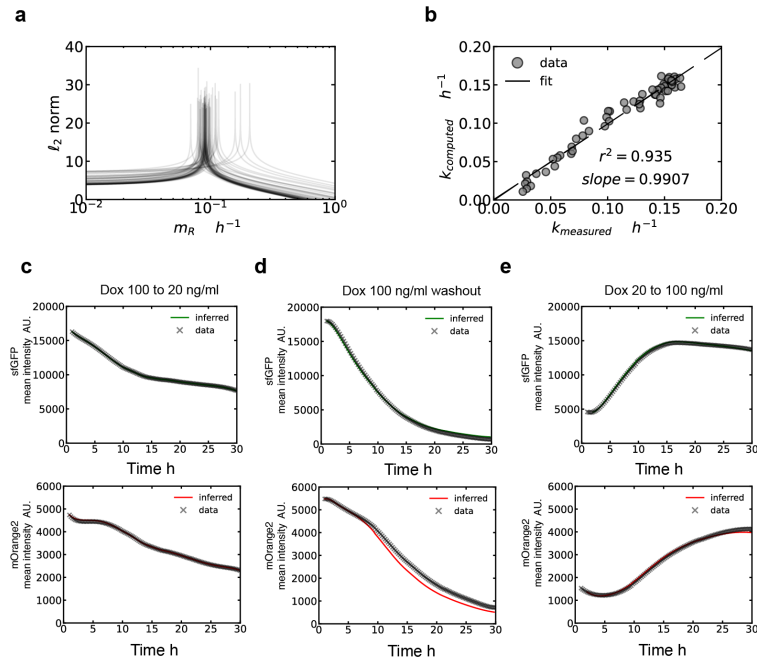 a
40
30
20
10
0
10⁻²
10⁻¹
10⁰
ℓ₂ norm
m_R h⁻¹
b
0.20
0.15
0.10
0.05
0.00
0.00
0.05
0.10
0.15
0.20
k_computed h⁻¹
k_measured h⁻¹
data
fit
r² = 0.935
slope = 0.9907
c
Dox 100 to 20 ng/ml
20000
15000
10000
5000
0
0 5 10 15 20 25 30
sfGFP
mean intensity AU.
Time h
inferred
data
6000
5000
4000
3000
2000
1000
0
0 5 10 15 20 25 30
mOrange2
mean intensity AU.
Time h
inferred
data
d
Dox 100 ng/ml washout
20000
15000
10000
5000
0
0 5 10 15 20 25 30
sfGFP
mean intensity AU.
Time h
inferred
data
6000
5000
4000
3000
2000
1000
0
0 5 10 15 20 25 30
mOrange2
mean intensity AU.
Time h
inferred
data
e
Dox 20 to 100 ng/ml
20000
15000
10000
5000
0
0 5 10 15 20 25 30
sfGFP
mean intensity AU.
Time h
inferred
data
6000
5000
4000
3000
2000
1000
0
0 5 10 15 20 25 30
mOrange2
mean intensity AU.
Time h
inferred
data